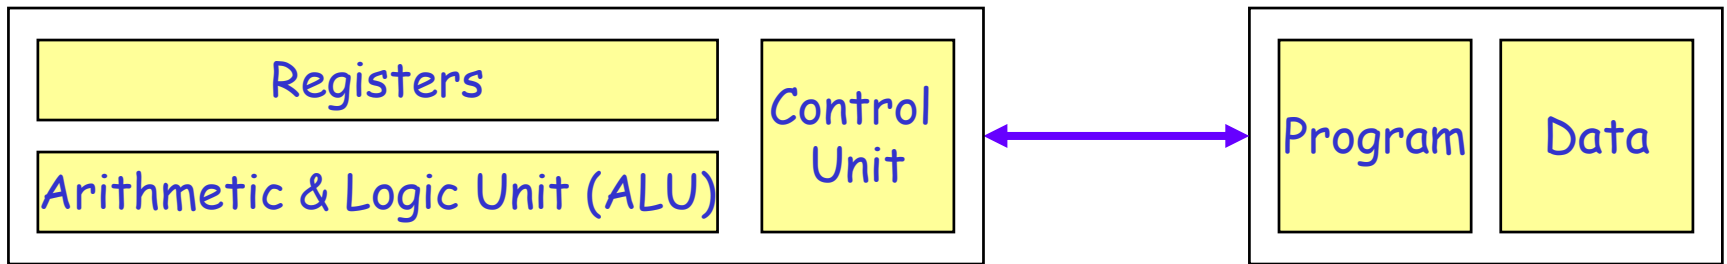 Registers
Arithmetic & Logic Unit (ALU)
Control
Unit
Program
Data